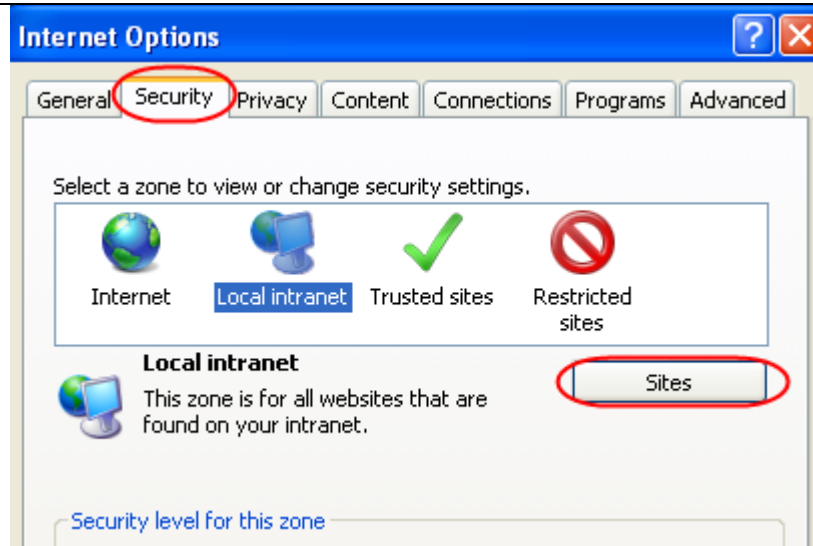 Internet Options
General Security Privacy Content Connections Programs Advanced
Select a zone to view or change security settings.
Internet Local intranet Trusted sites Restricted
sites
Local intranet
Sites
This zone is for all websites that are
found on your intranet.
Security level for this zone